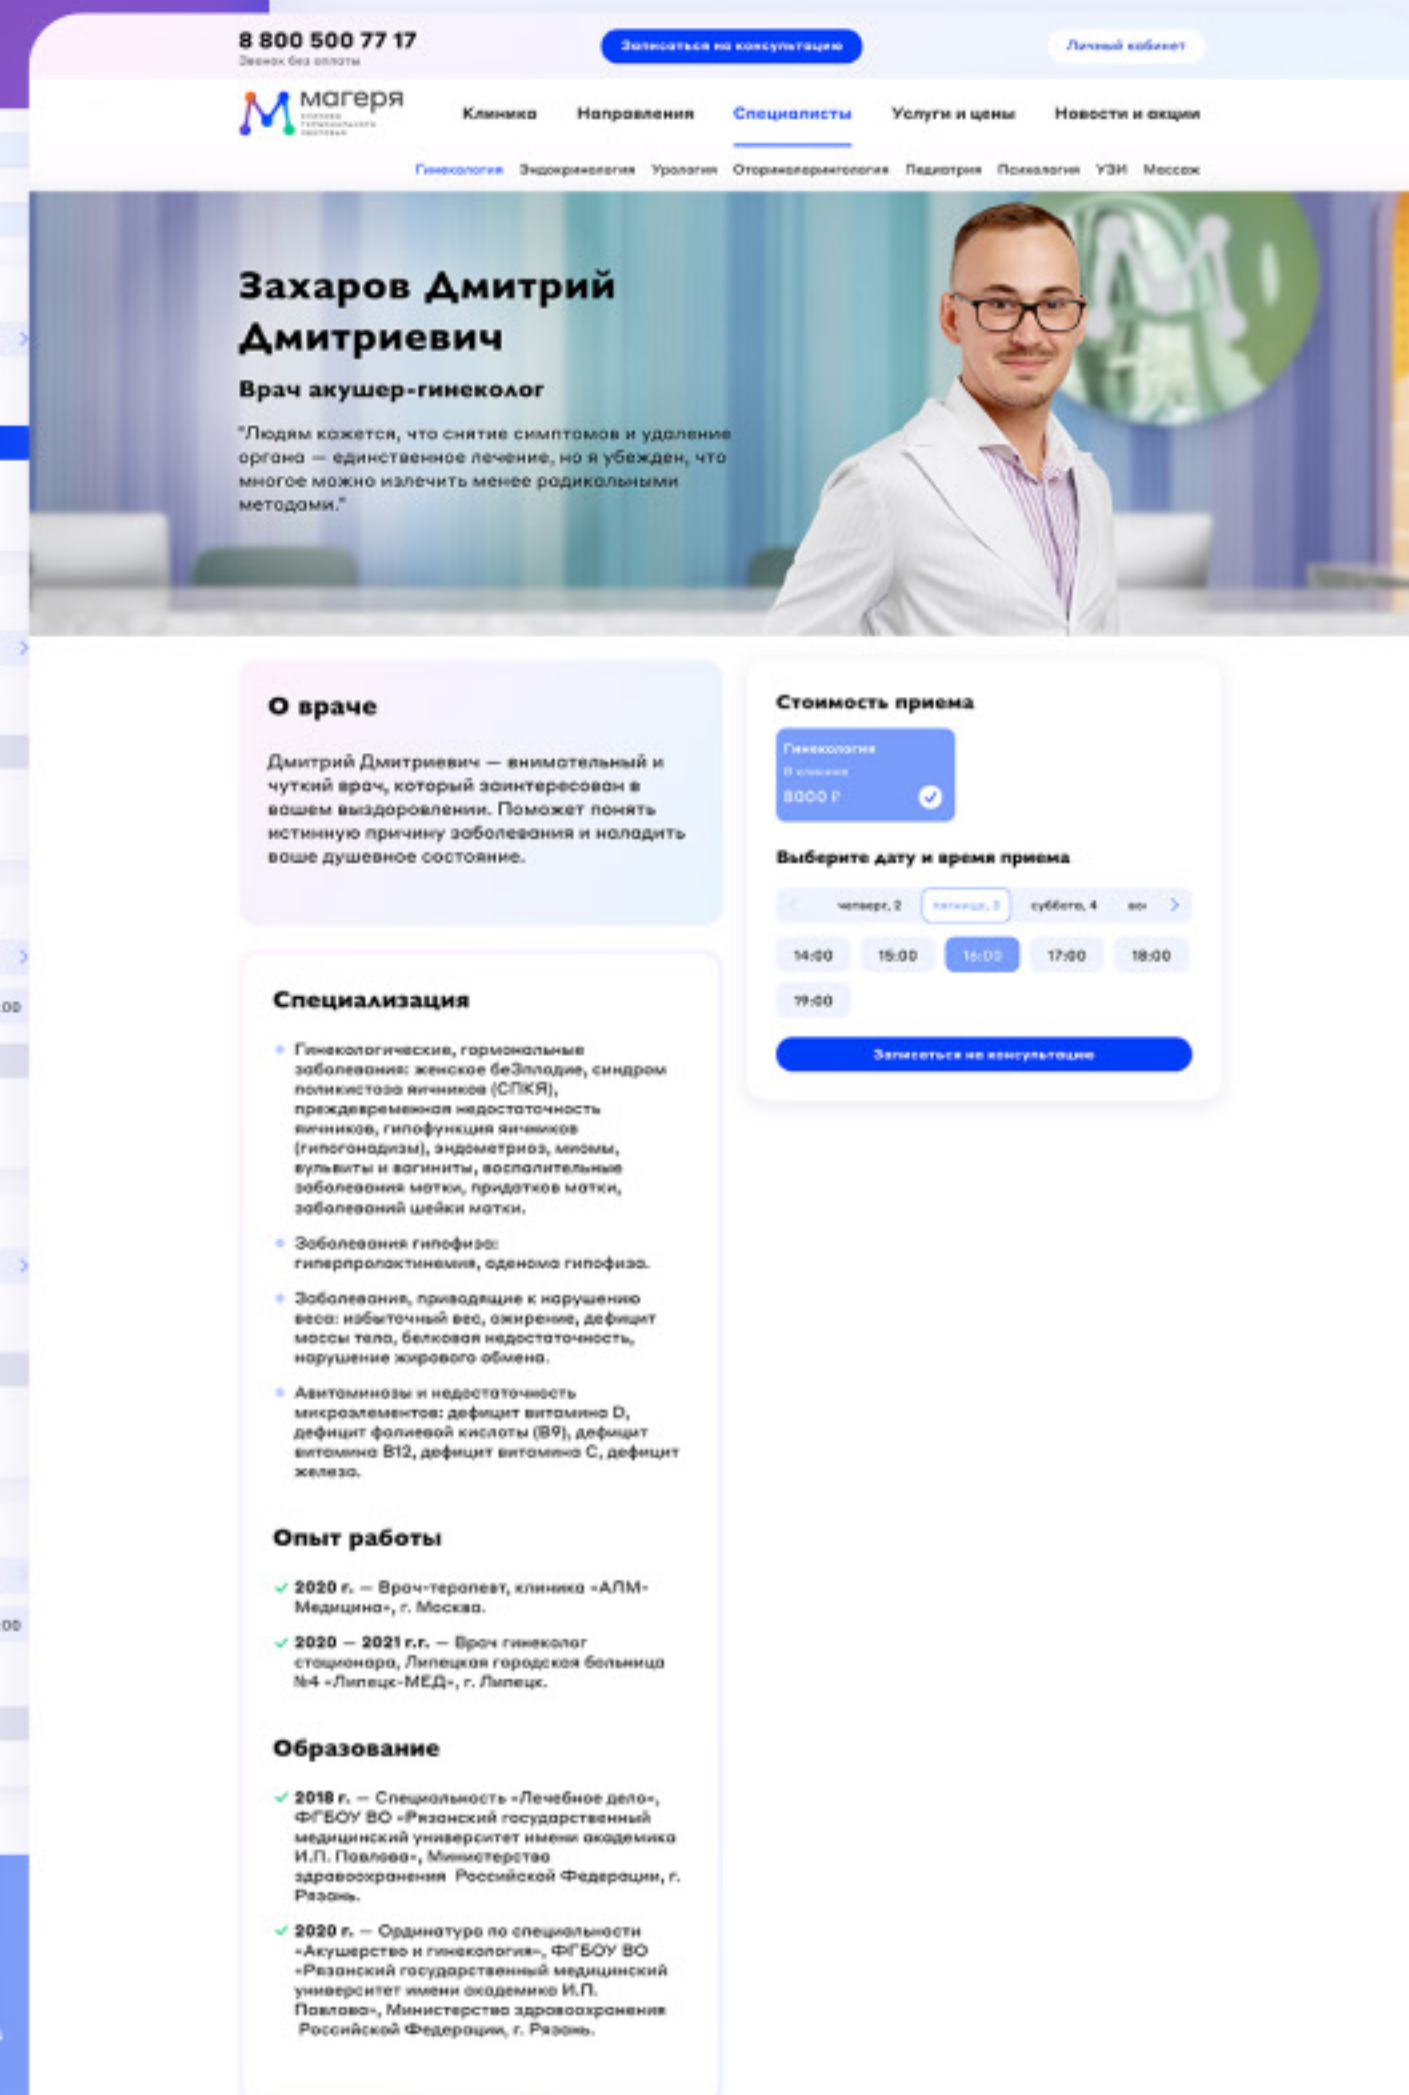 8 800 500 77 17
Звонок без оплаты
Записаться на консультацию
Личный кабинет
магеря
Клиника Направления Специалисты Услуги и цены Новости и акции
Гинекология Эндокринология Урология Оториноларингология Педиатрия Психология УЗИ Массаж
Захаров Дмитрий
Дмитриевич
Врач акушер-гинеколог
"Людям кажется, что снятие симптомов и удаление
органа — единственное лечение, но я убежден, что
многое можно излечить менее радикальными
методами."
О враче
Дмитрий Дмитриевич — внимательный и
чуткий врач, который заинтересован в
вашем выздоровлении. Поможет понять
истинную причину заболевания и наладить
ваше душевное состояние.
Стоимость приема
Гинекология
В клинике
8000 ₽
Выберите дату и время приема
четверг, 2 пятница, 3 суббота, 4 вос
14:00 15:00 16:00 17:00 18:00
19:00
Записаться на консультацию
Специализация
Гинекологические, гормональные
заболевания: женское беЗплодие, синдром
поликистоза яичников (СПКЯ),
преждевременная недостаточность
яичников, гипофункция яичников
(гипогонадизм), эндометриоз, миомы,
вульвиты и вагиниты, воспалительные
заболевания матки, придатков матки,
заболеваний шейки матки.
Заболевания гипофиза:
гиперпролактинемия, аденома гипофиза.
Заболевания, приводящие к нарушению
веса: избыточный вес, ожирение, дефицит
массы тела, белковая недостаточность,
нарушение жирового обмена.
Авитаминозы и недостаточность
микроэлементов: дефицит витамина D,
дефицит фолиевой кислоты (B9), дефицит
витамина B12, дефицит витамина C, дефицит
железа.
Опыт работы
2020 г. — Врач-терапевт, клиника «АЛМ-
Медицина», г. Москва.
2020 — 2021 г.г. — Врач гинеколог
стационара, Липецкая городская больница
№4 «Липецк-МЕД», г. Липецк.
Образование
2018 г. — Специальность «Лечебное дело»,
ФГБОУ ВО «Рязанский государственный
медицинский университет имени академика
И.П. Павлова», Министерства
здравоохранения Российской Федерации, г.
Рязань.
2020 г. — Ординатура по специальности
«Акушерство и гинекология», ФГБОУ ВО
«Рязанский государственный медицинский
университет имени академика И.П.
Павлова», Министерства здравоохранения
Российской Федерации, г. Рязань.
:00
:00